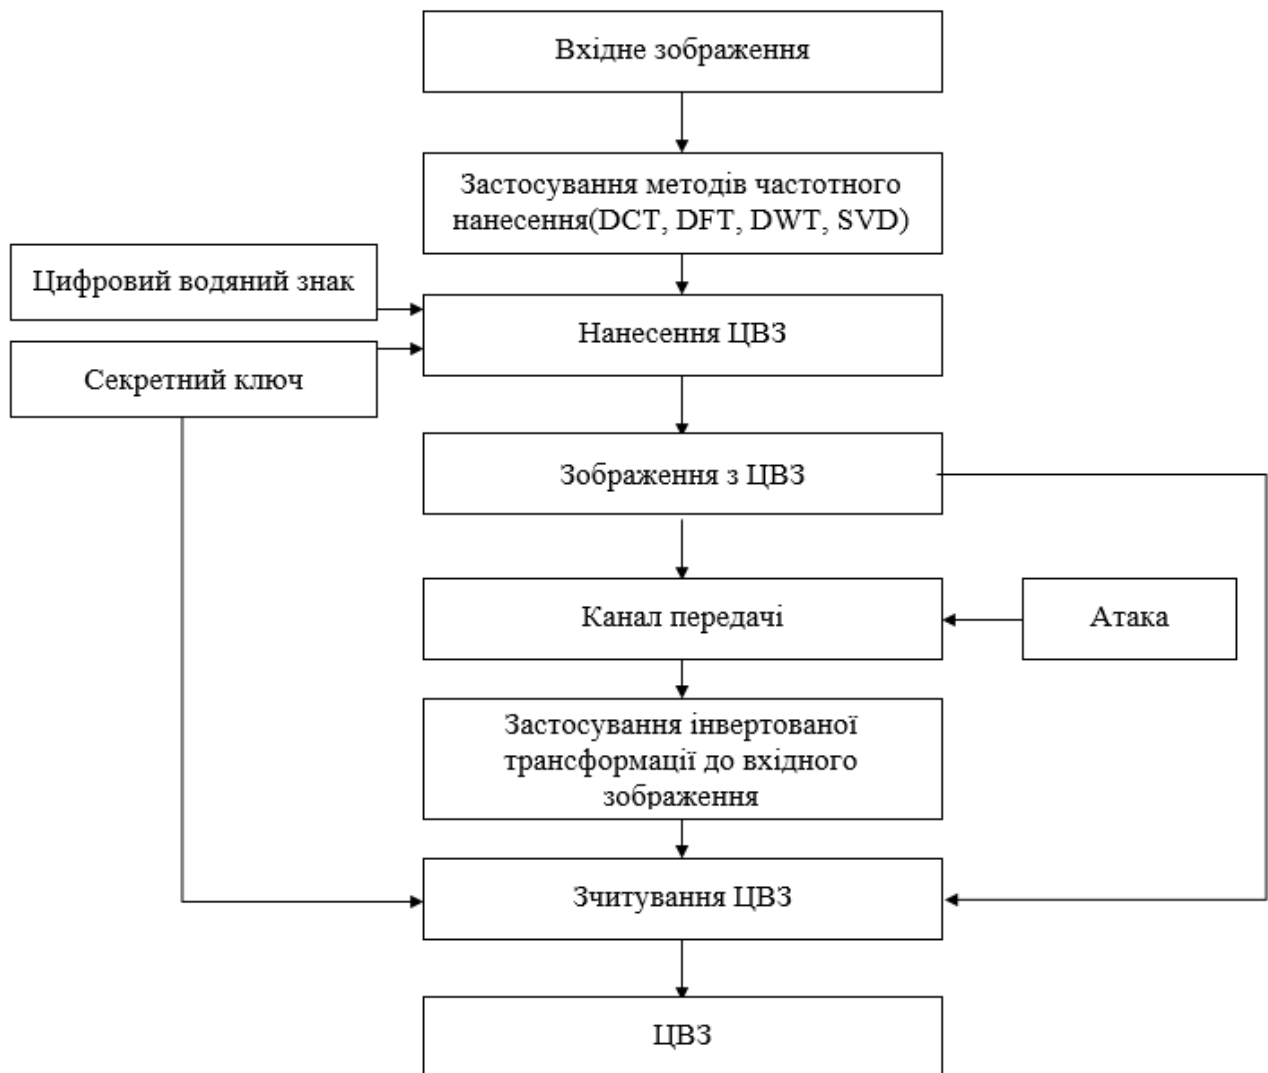 Вхідне зображення
Застосування методів частотного
нанесення(DCT, DFT, DWT, SVD)
Цифровий водяний знак
Нанесення ЦВЗ
Секретний ключ
Зображення з ЦВЗ
Канал передачі
Атака
Застосування інвертованої
трансформації до вхідного
зображення
Зчитування ЦВЗ
ЦВЗ